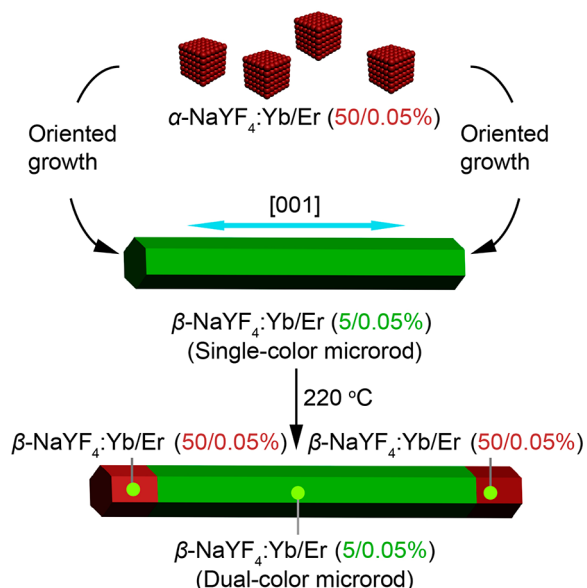 α-NaYF₄:Yb/Er (50/0.05%)
Oriented
growth
Oriented
growth
[001]
β-NaYF₄:Yb/Er (5/0.05%)
(Single-color microrod)
220 °C
β-NaYF₄:Yb/Er (50/0.05%)
β-NaYF₄:Yb/Er (50/0.05%)
β-NaYF₄:Yb/Er (5/0.05%)
(Dual-color microrod)